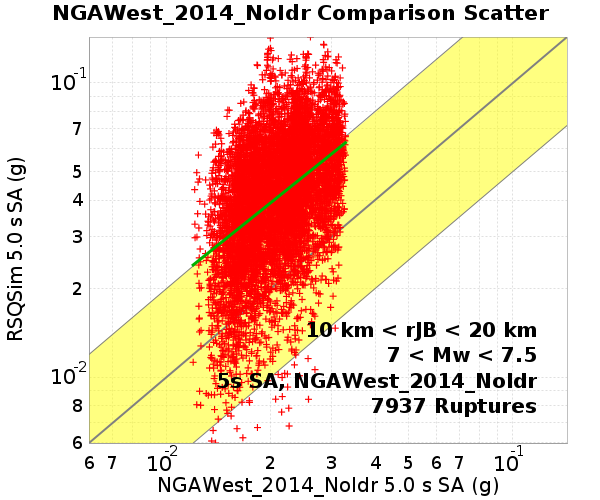 NGAWest_2014_NoIdr Comparison Scatter
RSQSim 5.0 s SA (g)
10-1
7
5
4
3
2
10-2
8
6
10 km < rJB < 20 km
7 < Mw < 7.5
5s SA, NGAWest_2014_NoIdr
7937 Ruptures
6 7 10-2 2 3 4 5 6 7 10-1
NGAWest_2014_NoIdr 5.0 s SA (g)